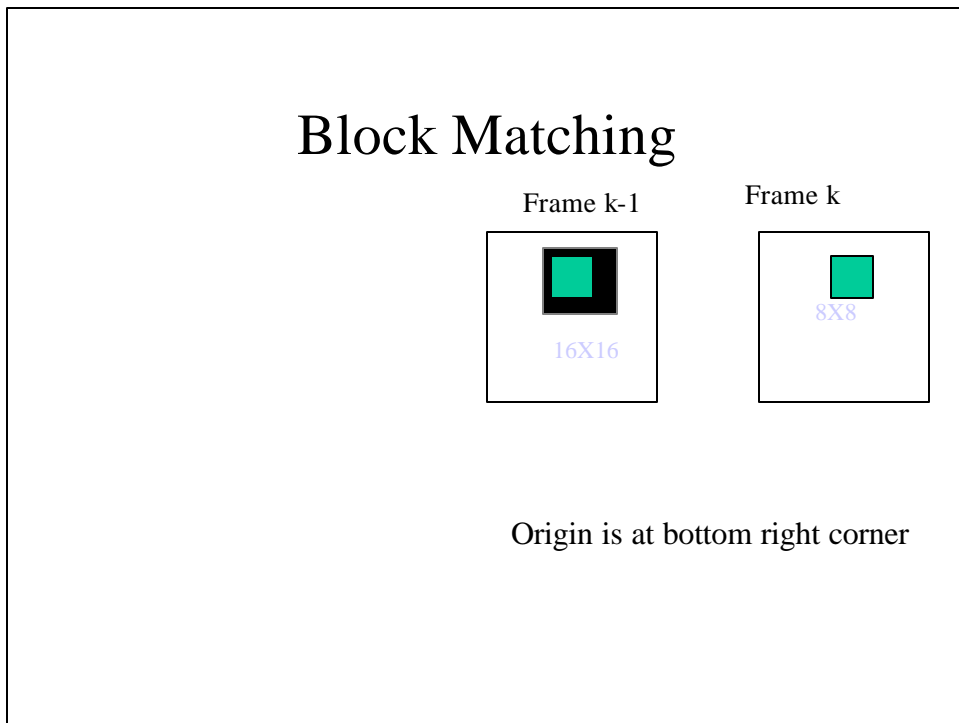 Block Matching
Frame k-1
Frame k
8X8
16X16
Origin is at bottom right corner